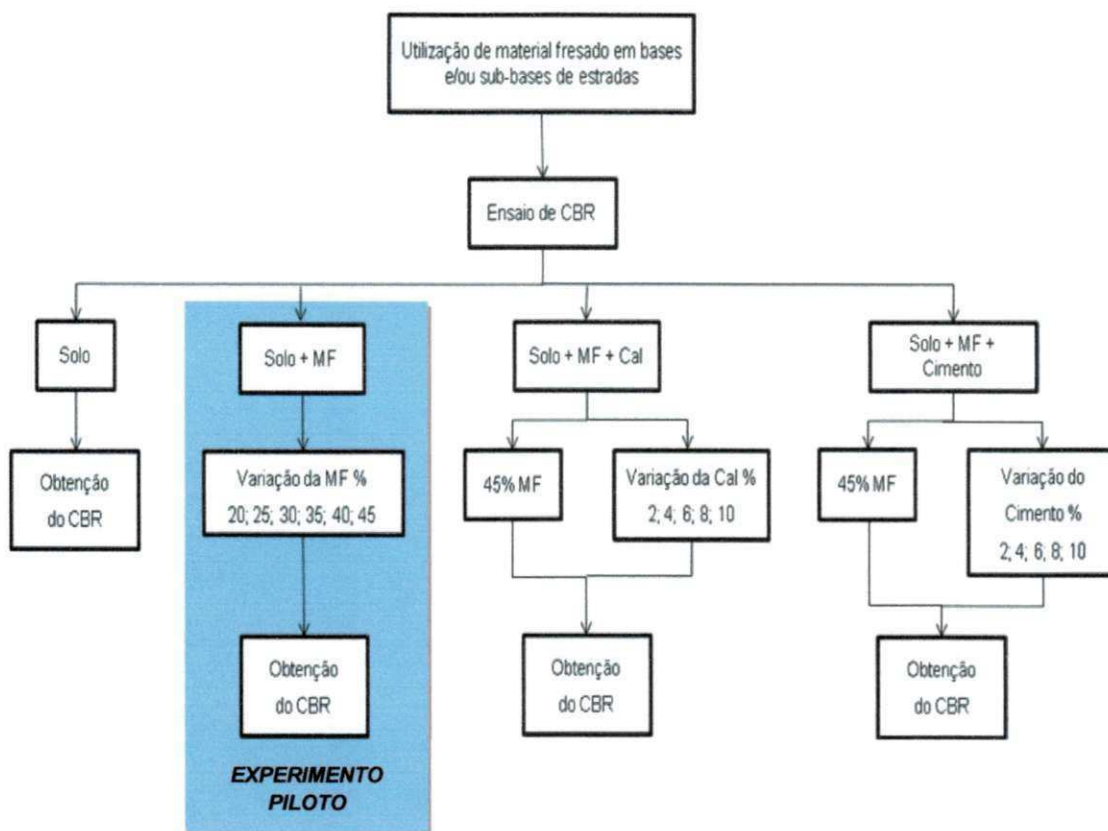 Utilização de material fresado em bases
e/ou sub-bases de estradas
Ensaio de CBR
Solo
Solo + MF
Solo + MF + Cal
Solo + MF +
Cimento
Obtenção
do CBR
Variação da MF %
20; 25; 30; 35; 40; 45
45% MF
Variação da Cal %
2; 4; 6; 8; 10
45% MF
Variação do
Cimento %
2; 4; 6; 8; 10
Obtenção
do CBR
Obtenção
do CBR
Obtenção
do CBR
EXPERIMENTO
PILOTO